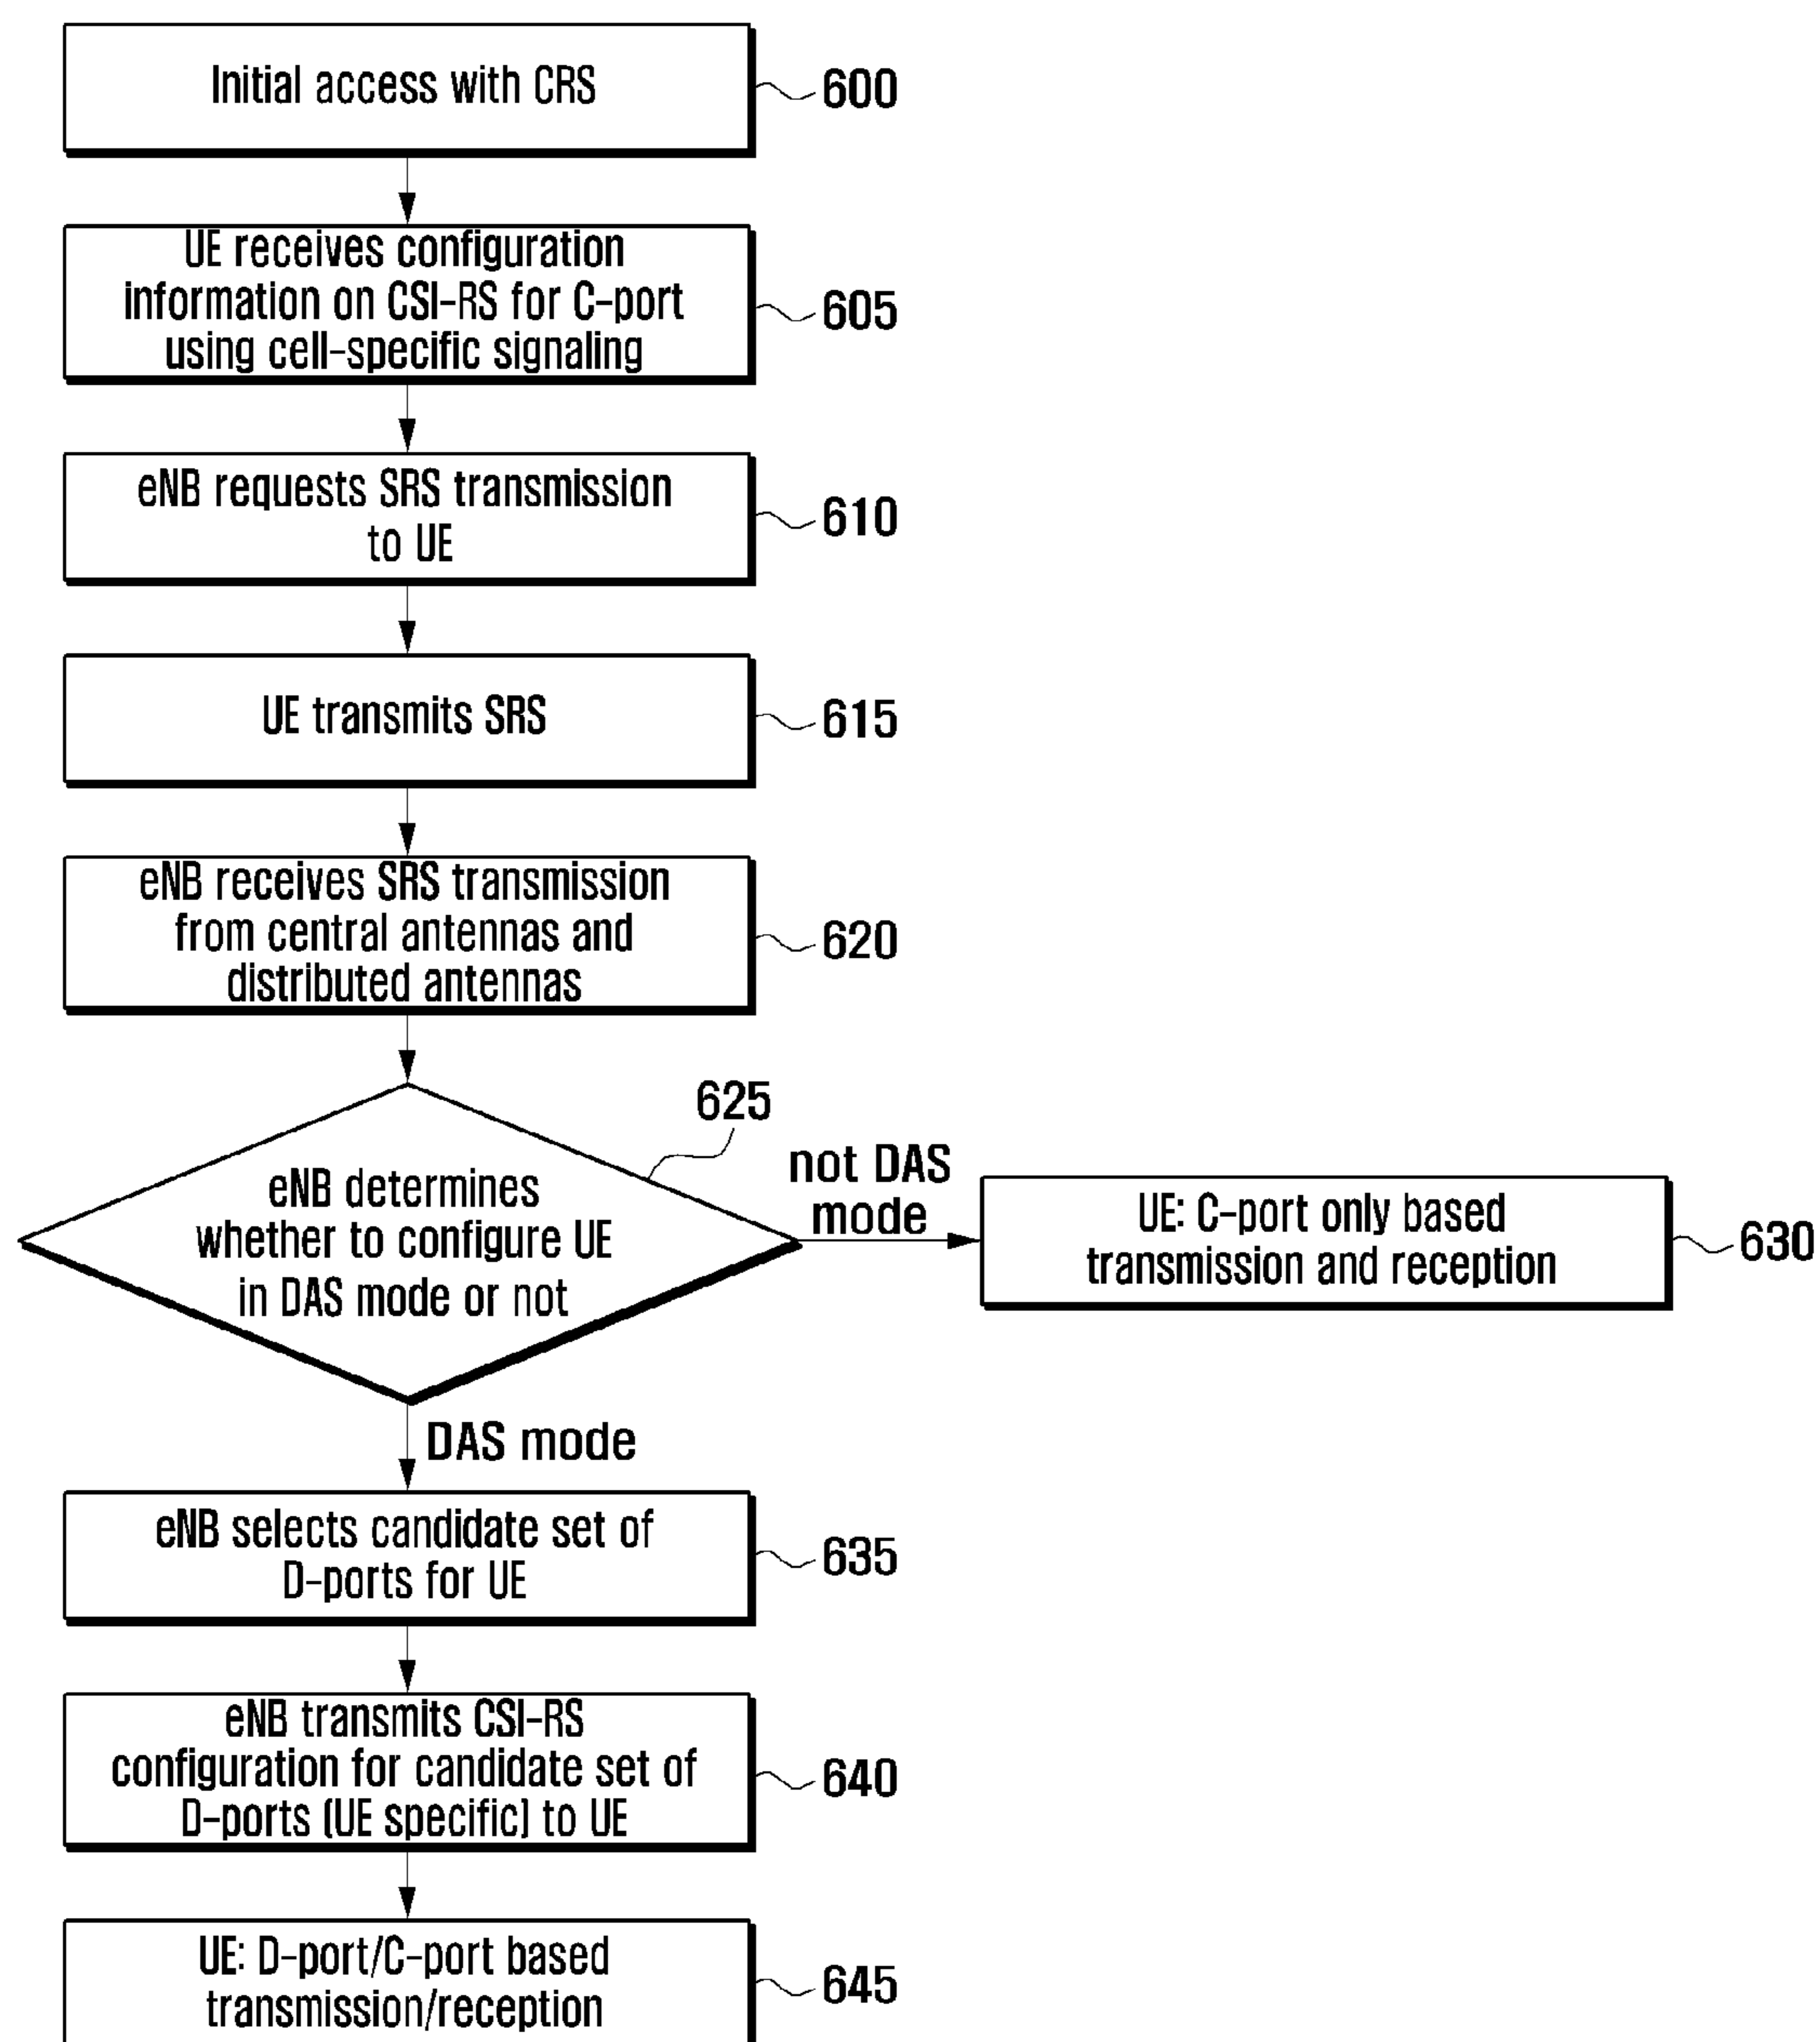 Initial access with CRS
600
UE receives configuration
information on CSI-RS for C-port
using cell-specific signaling
605
eNB requests SRS transmission
to UE
610
UE transmits SRS
615
eNB receives SRS transmission
from central antennas and
distributed antennas
620
625
eNB determines
whether to configure UE
in DAS mode or not
not DAS
mode
UE: C-port only based
transmission and reception
630
DAS mode
eNB selects candidate set of
D-ports for UE
635
eNB transmits CSI-RS
configuration for candidate set of
D-ports (UE specific) to UE
640
UE: D-port/C-port based
transmission/reception
645